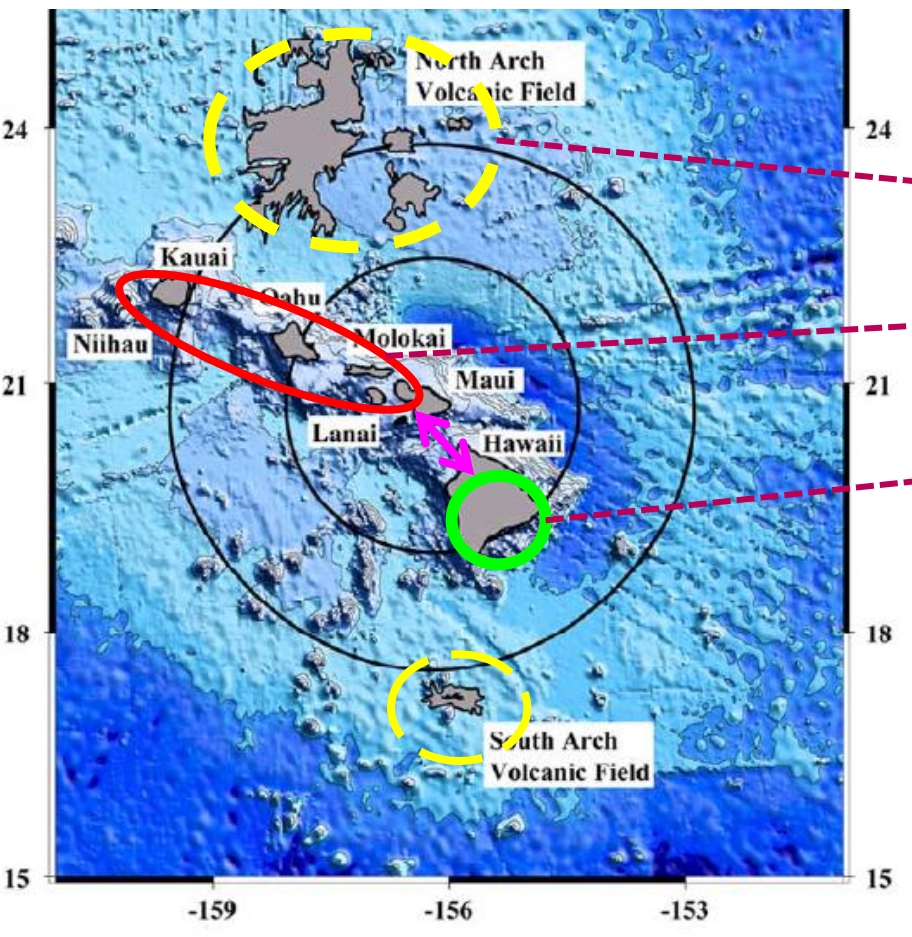 North Arch
Volcanic Field
24
24
Kauai
Oahu
Niihau
Molokai
21
21
Maui
Lanai
Hawaii
18
18
South Arch
Volcanic Field
15
15
-159
-156
-153